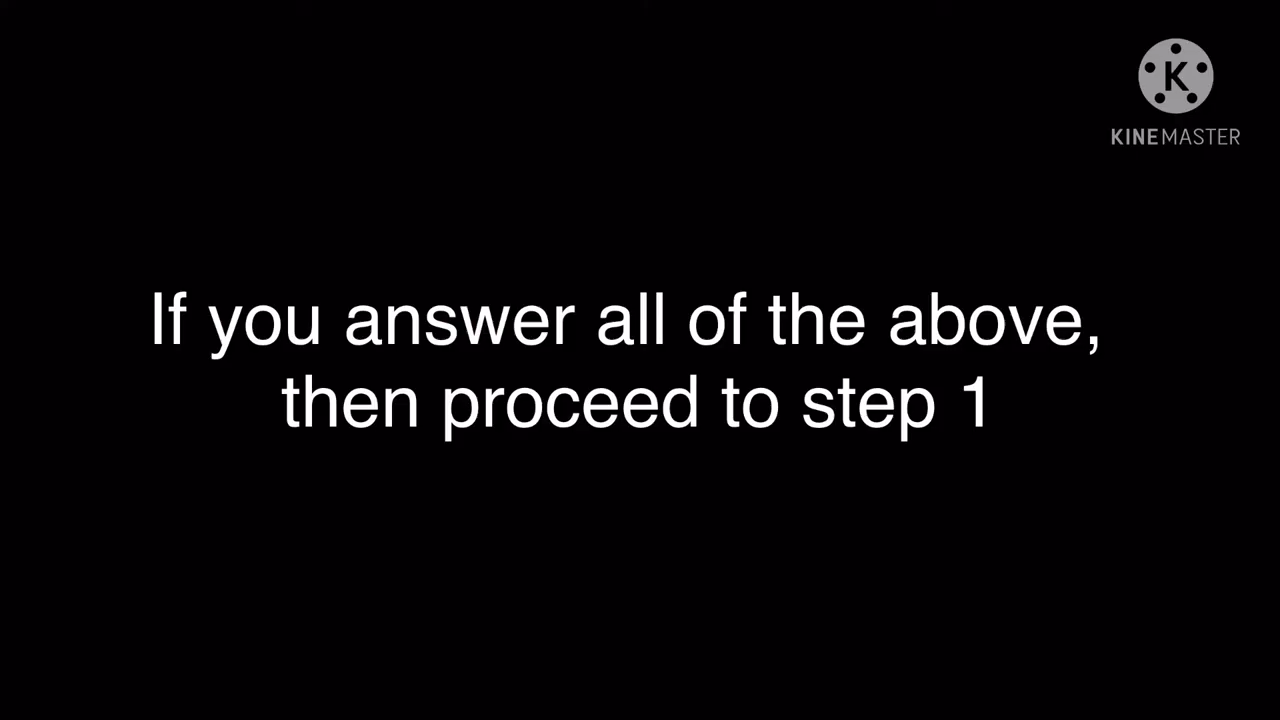 K
KINEMASTER
If you answer all of the above,
then proceed to step 1